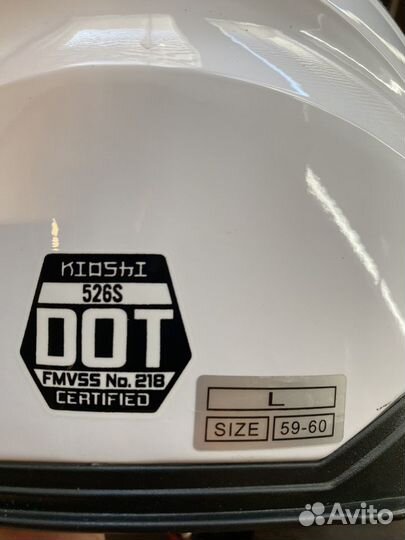 KIOSHI
526S
DOT
FMVSS No. 218
CERTIFIED
L
SIZE 59-60
Avito